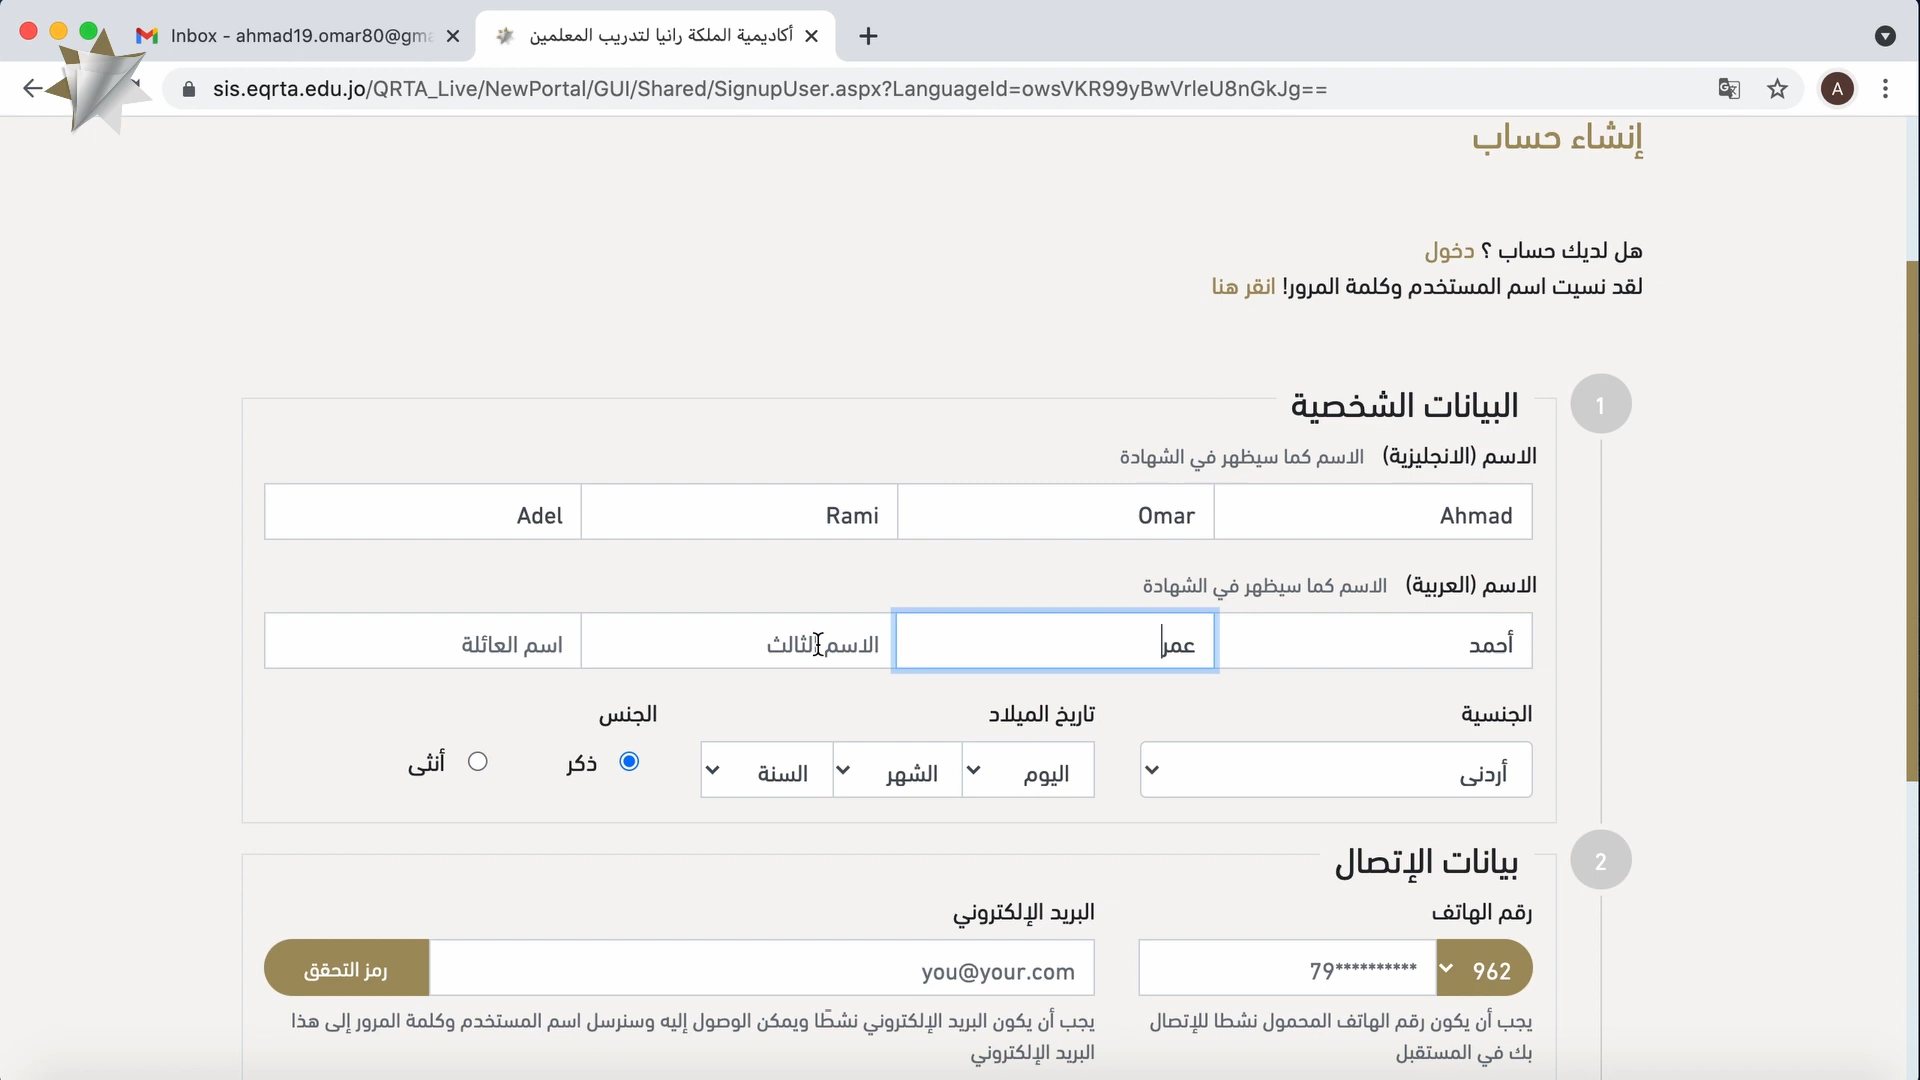 Inbox - ahmad19.omar80@gma
أكاديمية الملكة رانيا لتدريب المعلمين
sis.eqrta.edu.jo/QRTA_Live/NewPortal/GUI/Shared/SignupUser.aspx?LanguageId=owsVKR99yBwVrleU8nGkJg==
A
إنشاء حساب
هل لديك حساب ؟ دخول
لقد نسيت اسم المستخدم وكلمة المرور! انقر هنا
1
البيانات الشخصية
الاسم (الانجليزية) الاسم كما سيظهر في الشهادة
Ahmad
Omar
Rami
Adel
الاسم (العربية) الاسم كما سيظهر في الشهادة
أحمد
عمر
الاسم الثالث
اسم العائلة
الجنسية
تاريخ الميلاد
الجنس
أردنى
اليوم
الشهر
السنة
ذكر
أنثى
2
بيانات الإتصال
رقم الهاتف
البريد الإلكتروني
962
79**********
you@your.com
رمز التحقق
يجب أن يكون رقم الهاتف المحمول نشطا للإتصال
بك في المستقبل
يجب أن يكون البريد الإلكتروني نشطًا ويمكن الوصول إليه وسنرسل اسم المستخدم وكلمة المرور إلى هذا
البريد الإلكتروني